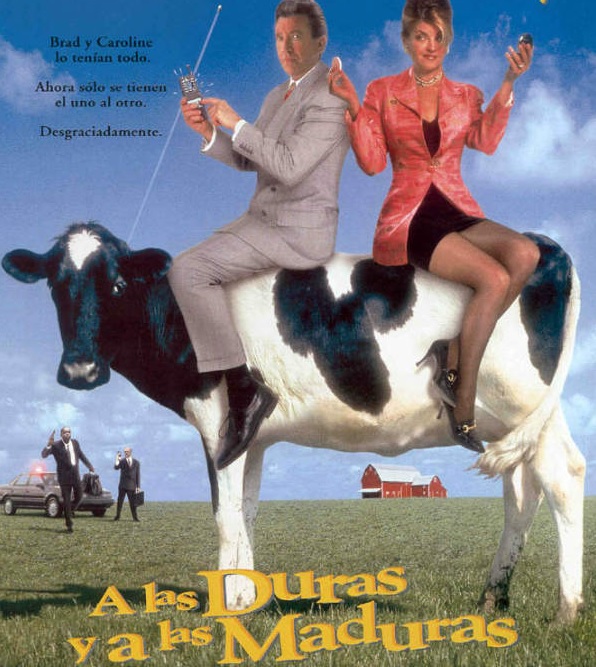 Brad y Caroline
lo tenían todo.
Ahora sólo se tienen
el uno al otro.
Desgraciadamente.
A las Duras
y a las Maduras